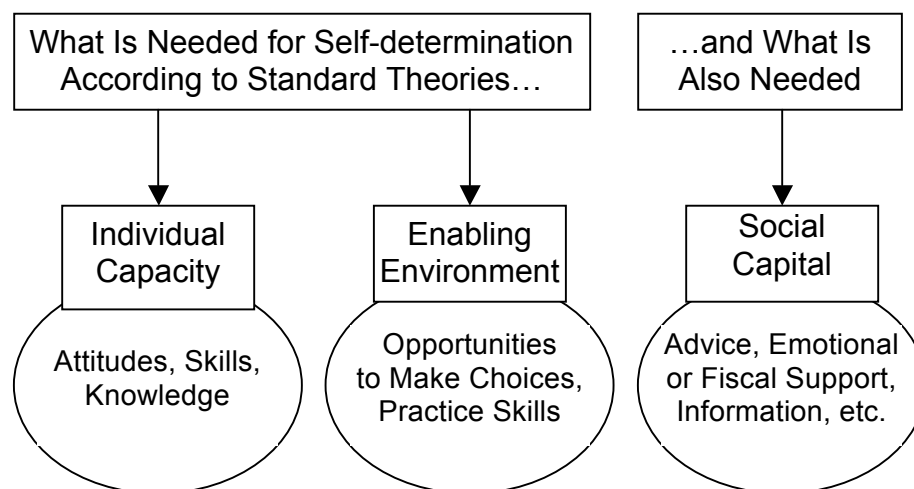 What Is Needed for Self-determination
According to Standard Theories…
…and What Is
Also Needed
Individual
Capacity
Enabling
Environment
Social
Capital
Attitudes, Skills,
Knowledge
Opportunities
to Make Choices,
Practice Skills
Advice, Emotional
or Fiscal Support,
Information, etc.